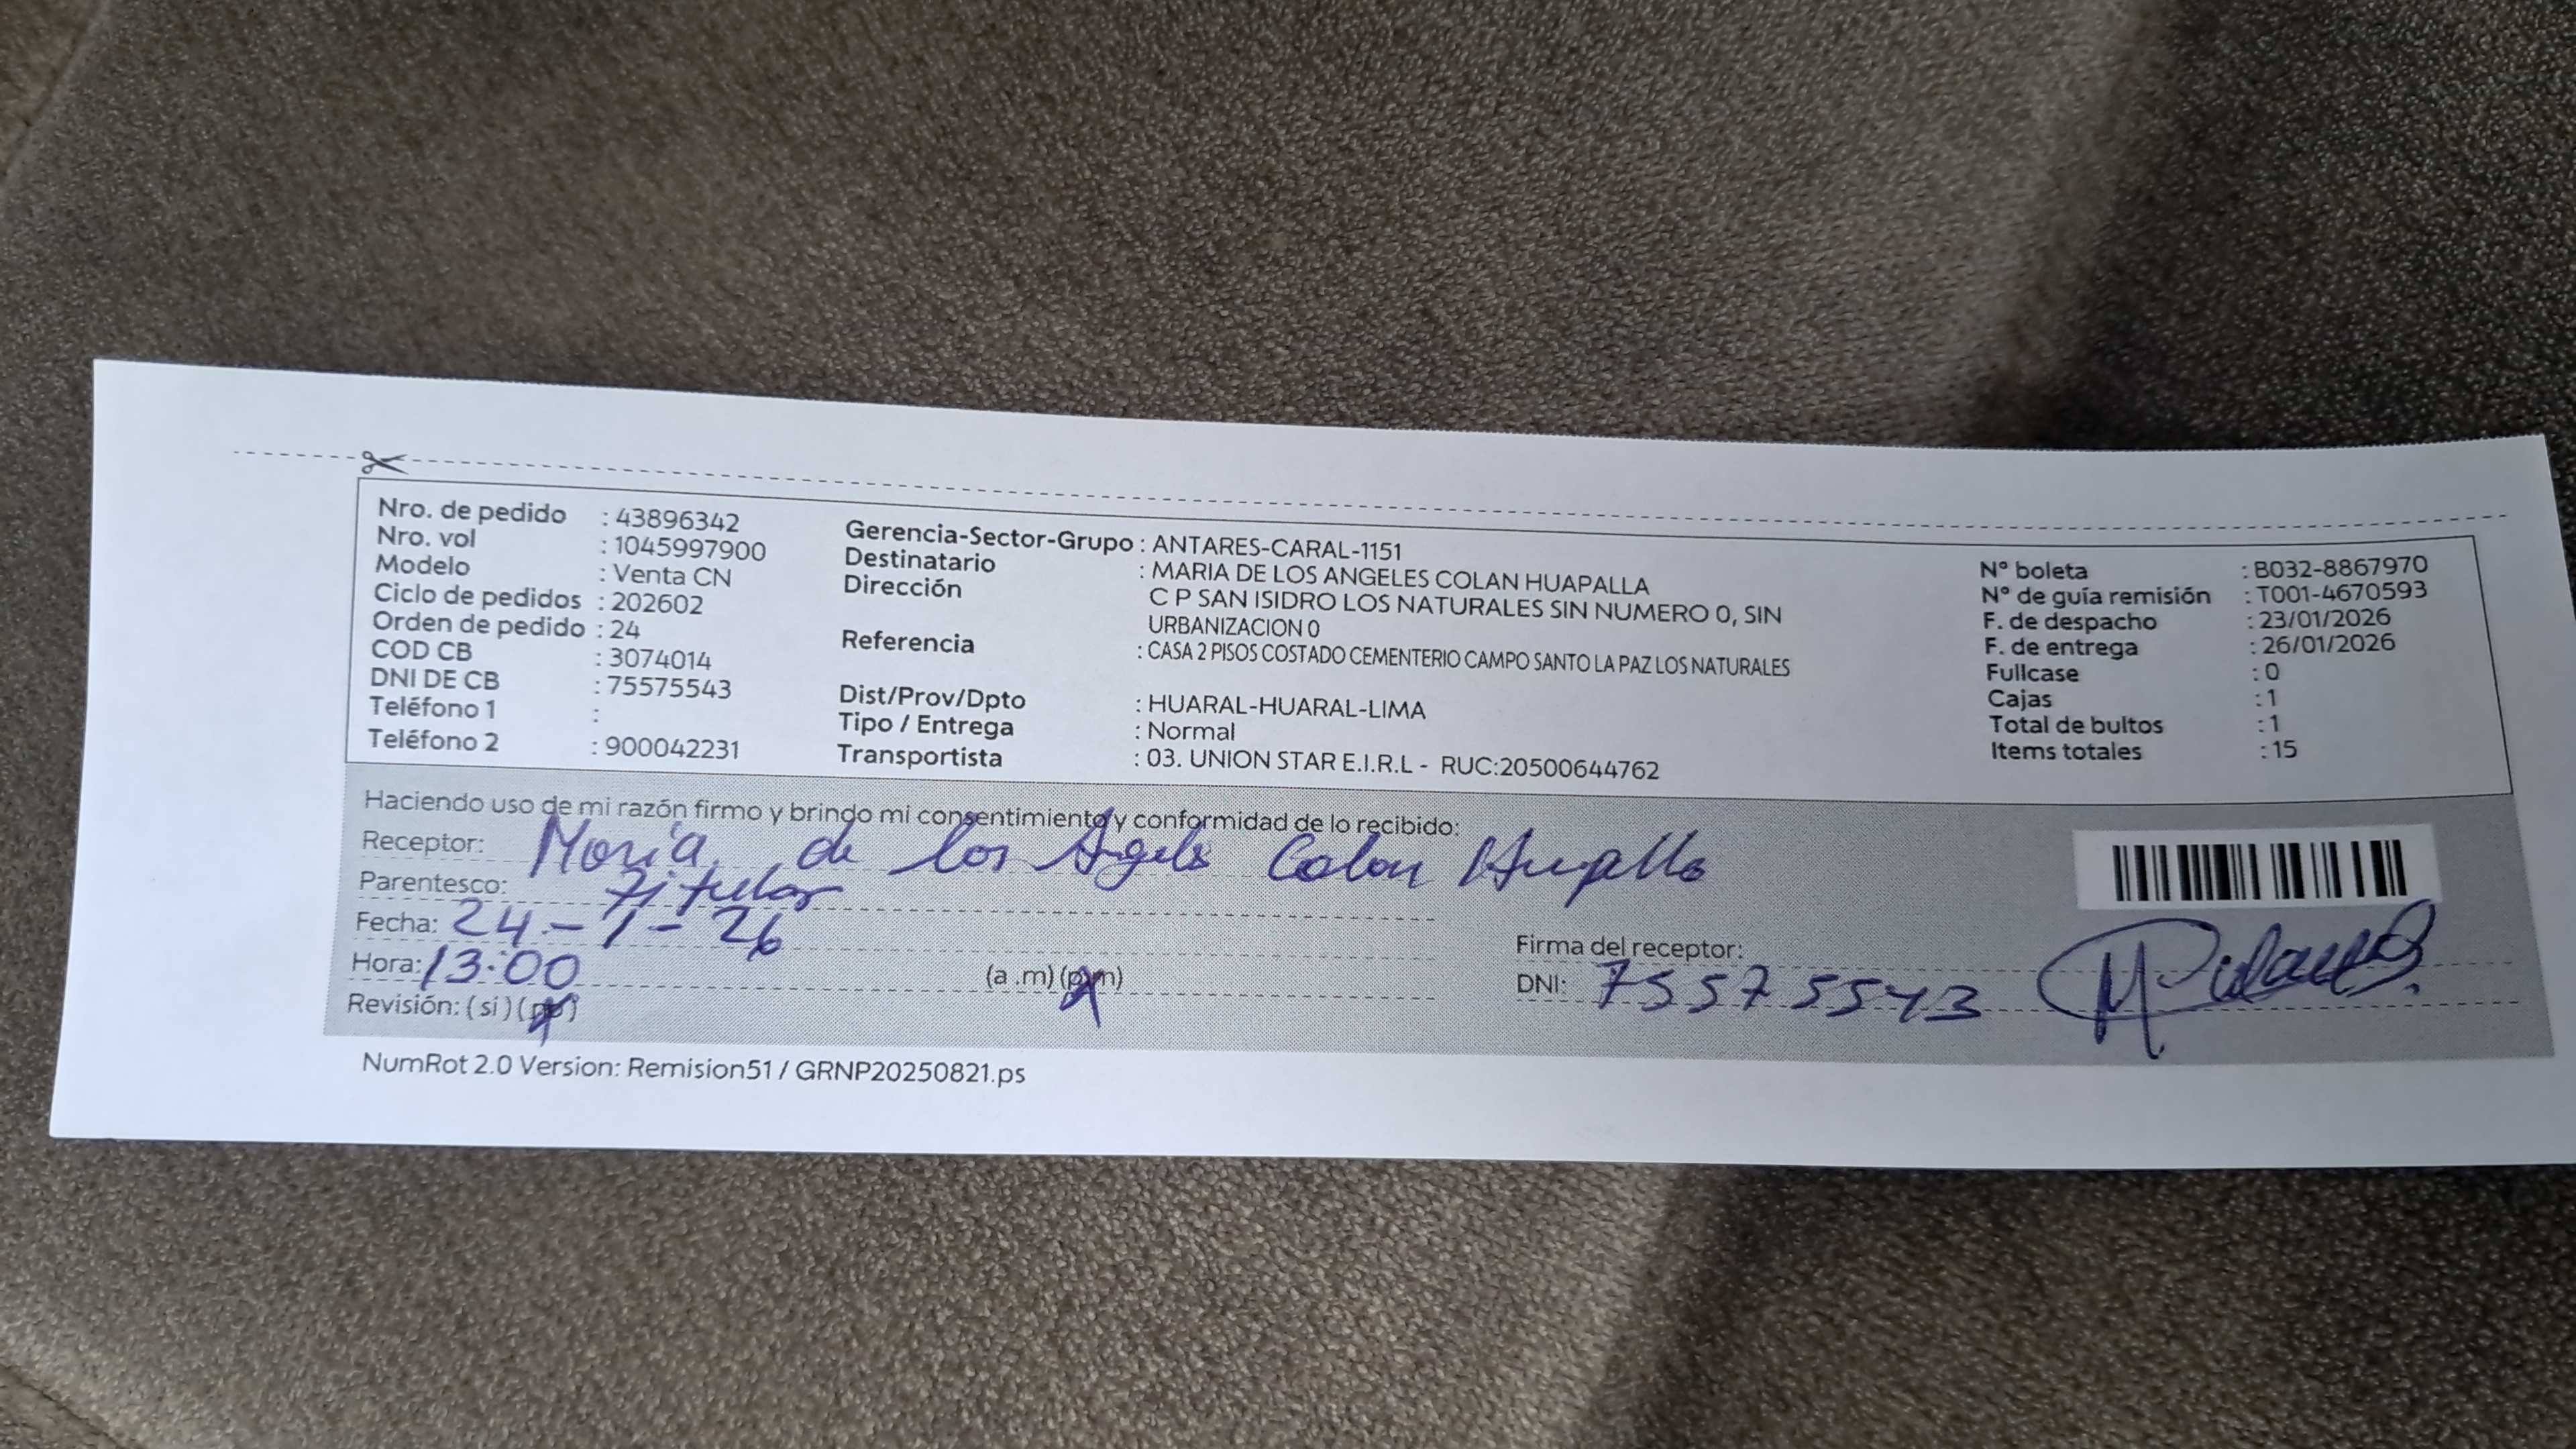 Nro. de pedido : 43896342
Nro. vol : 1045997900
Modelo : Venta CN
Ciclo de pedidos : 202602
Orden de pedido : 24
COD CB : 3074014
DNI DE CB : 75575543
Teléfono 1 :
Teléfono 2 : 900042231
Gerencia-Sector-Grupo : ANTARES-CARAL-1151
Destinatario : MARIA DE LOS ANGELES COLAN HUAPALLA
Dirección C P SAN ISIDRO LOS NATURALES SIN NUMERO 0, SIN
URBANIZACION 0
Referencia : CASA 2 PISOS COSTADO CEMENTERIO CAMPO SANTO LA PAZ LOS NATURALES
Dist/Prov/Dpto : HUARAL-HUARAL-LIMA
Tipo / Entrega : Normal
Transportista : 03. UNION STAR E.I.R.L - RUC:20500644762
N° boleta : B032-8867970
N° de guía remisión : T001-4670593
F. de despacho : 23/01/2026
F. de entrega : 26/01/2026
Fullcase : 0
Cajas : 1
Total de bultos : 1
Items totales : 15
Haciendo uso de mi razón firmo y brindo mi consentimiento y conformidad de lo recibido:
Receptor: María de los Colan
Parentesco: Titular
Fecha: 24-1-26
Hora: 13:00 (a .m) (p.m)
Revisión: (si) (no)
Firma del receptor:
DNI: 75575543
NumRot 2.0 Version: Remision51 / GRNP20250821.ps